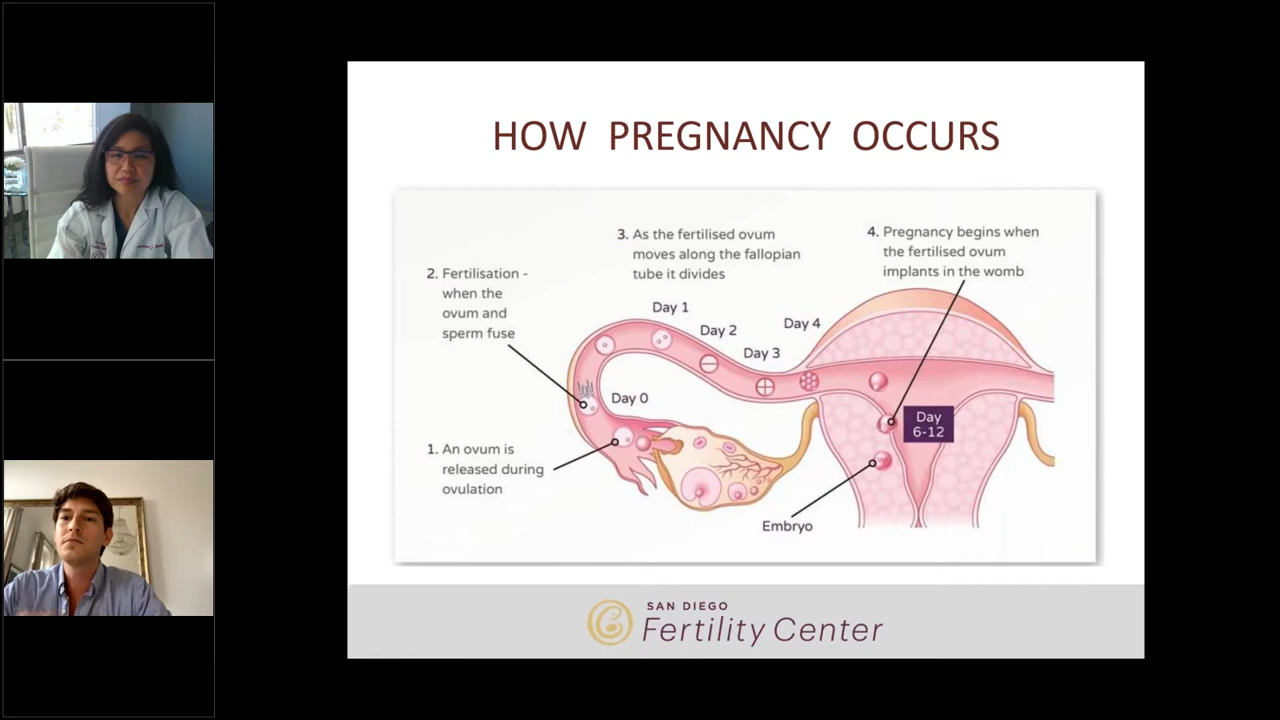 HOW PREGNANCY OCCURS
1. An ovum is
released during
ovulation
2. Fertilisation -
when the
ovum and
sperm fuse
3. As the fertilised ovum
moves along the fallopian
tube it divides
4. Pregnancy begins when
the fertilised ovum
implants in the womb
Day 0
Day 1
Day 2
Day 3
Day 4
Day
6-12
Embryo
SAN DIEGO
Fertility Center